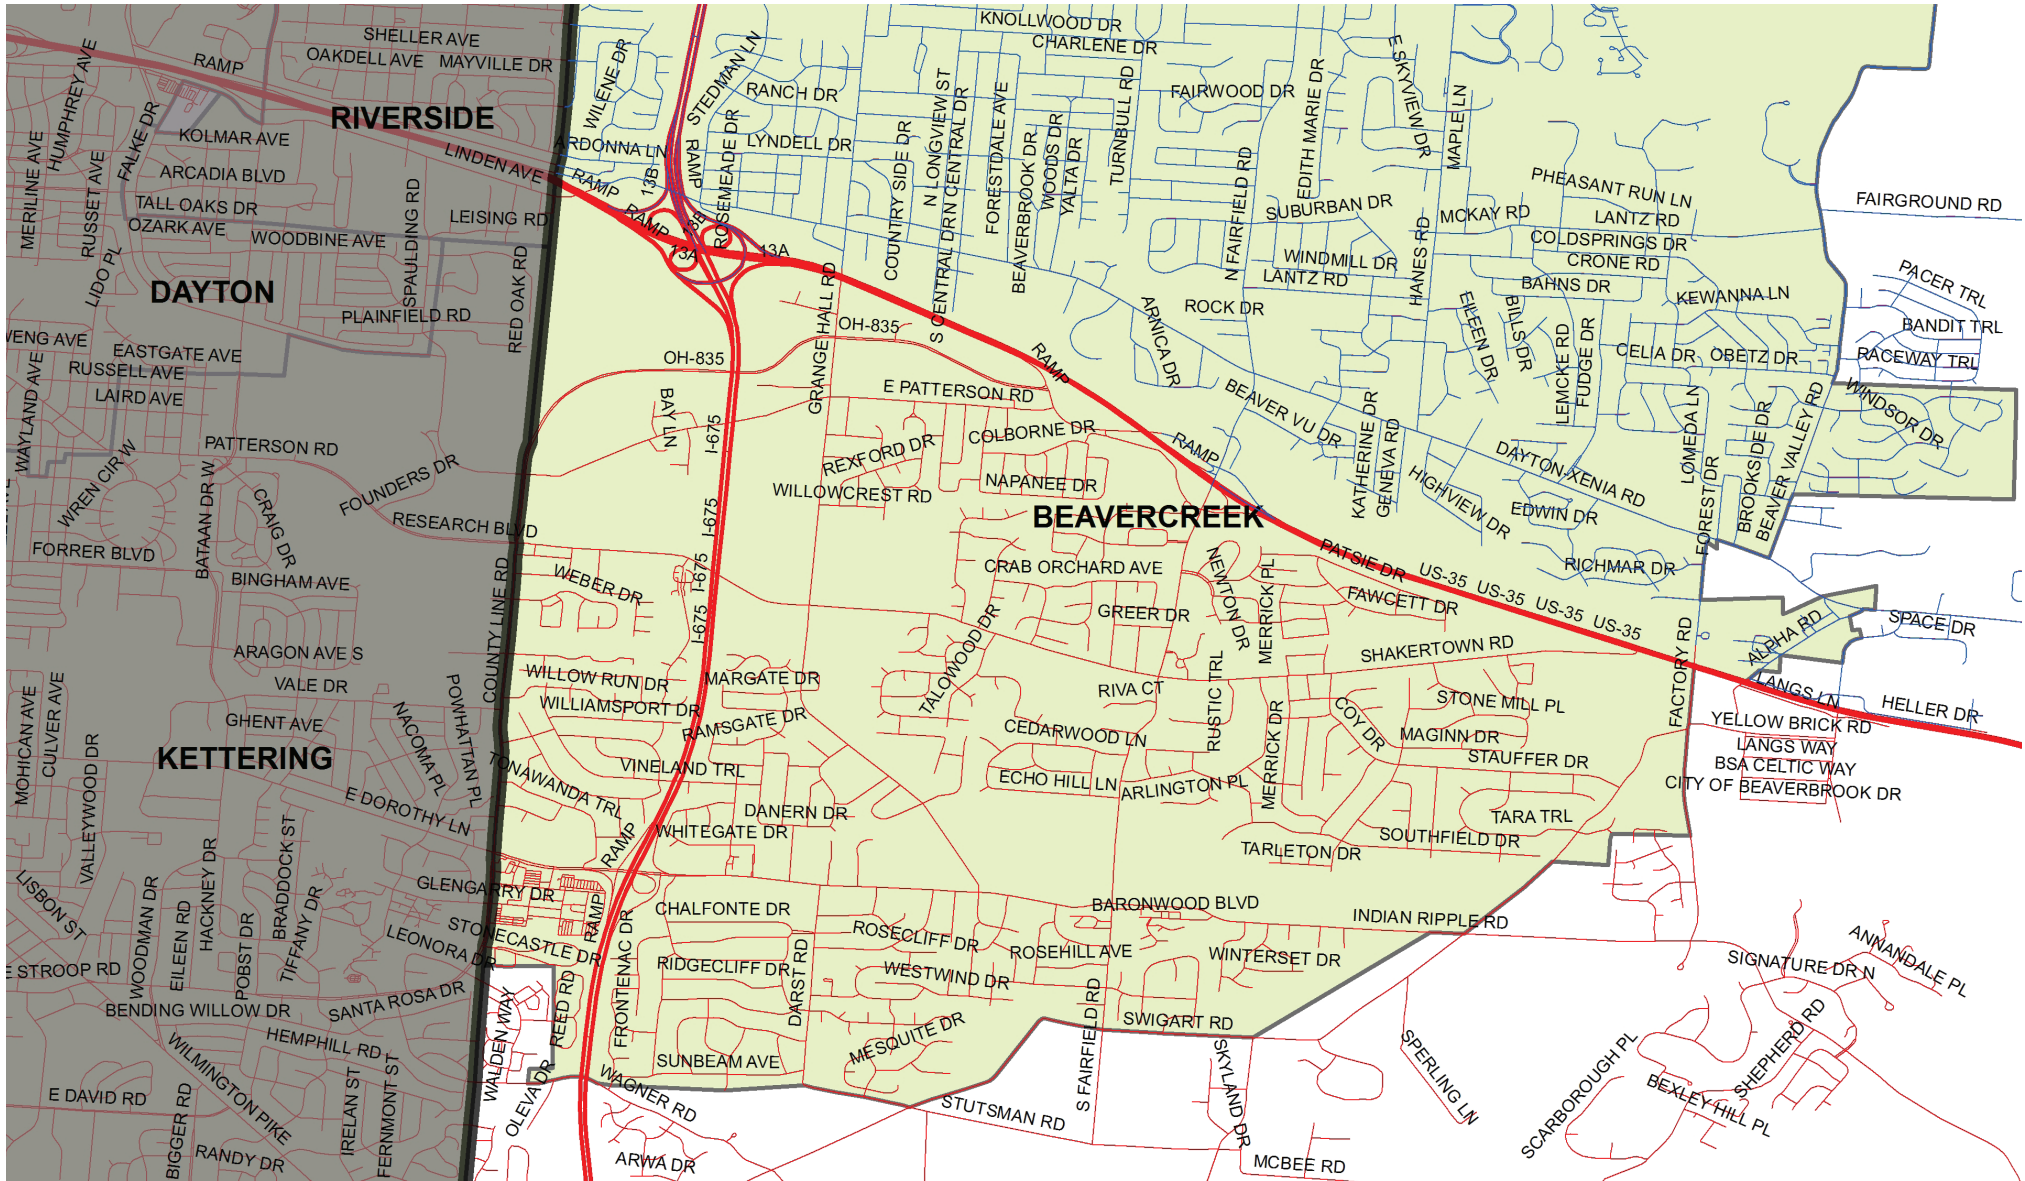 KNOLLWOOD DR
SHELLER AVE
CHARLENE DR
E SKYVIEW DR
OAKDELL AVE
MAYVILLE DR
HUMPHREY AVE
RAMP
WILENE DR
STEDMAN LN
RANCH DR
N LONGVIEW ST
S CENTRAL DR
N CENTRAL DR
FORESTDALE AVE
TURNBULL RD
FAIRWOOD DR
EDITH MARIE DR
MAPLE LN
RIVERSIDE
FALKE DR
KOLMAR AVE
LINDEN AVE
ARDONNA LN
RAMP
ROSEMEADE DR
LYNDELL DR
COUNTRY SIDE DR
BEAVERBROOK DR
WOODS DR
YALTA DR
MERILINE AVE
RUSSET AVE
ARCADIA BLVD
RAMP
13B
PHEASANT RUN LN
TALL OAKS DR
SPAULDING RD
LEISING RD
RAMP
13B
N FAIRFIELD RD
SUBURBAN DR
MCKAY RD
LANTZ RD
FAIRGROUND RD
OZARK AVE
WOODBINE AVE
13A
13A
HANES RD
COLDSPRINGS DR
WINDMILL DR
CRONE RD
LIDO PL
LANTZ RD
BAHNS DR
PACER TRL
DAYTON
RED OAK RD
GRANGE HALL RD
KEWANNA LN
PLAINFIELD RD
ROCK DR
EILEEN DR
BILLS DR
BANDIT TRL
OH-835
ARNICA DR
LEMCKE RD
FUDGE DR
EASTGATE AVE
OH-835
RAMP
CELIA DR
OBETZ DR
RACEWAY TRL
RUSSELL AVE
WAYLAND AVE
LAIRD AVE
BAY LN
E PATTERSON RD
BEAVER VU DR
LOMEDA LN
BEAVER VALLEY RD
WINDSOR DR
PATTERSON RD
I-675
REXFORD DR
COLBORNE DR
RAMP
KATHERINE DR
GENEVA RD
BROOKSIDE DR
WREN CIR W
BATAAN DR W
FOUNDERS DR
DAYTON-XENIA RD
FOREST DR
CRAIG DR
WILLOWCREST RD
NAPANEE DR
HIGHVIEW DR
EDWIN DR
RESEARCH BLVD
I-675
BEAVERCREEK
FORRER BLVD
PATSIE DR
RICHMAR DR
BINGHAM AVE
COUNTY LINE RD
WEBER DR
I-675
CRAB ORCHARD AVE
NEWTON DR
MERRICK PL
US-35
US-35
US-35
US-35
FAWCETT DR
GREER DR
I-675
TALOWOOD DR
FACTORY RD
ALPHA RD
SPACE DR
ARAGON AVE S
SHAKERTOWN RD
VALE DR
WILLOW RUN DR
MARGATE DR
RIVA CT
RUSTIC TRL
STONE MILL PL
LANGS LN
HELLER DR
MOHICAN AVE
CULVER AVE
GHENT AVE
NACOMA PL
POWHATTAN PL
WILLIAMSPORT DR
RAMSGATE DR
CEDARWOOD LN
COY DR
MAGINN DR
YELLOW BRICK RD
KETTERING
VALLEYWOOD DR
VINELAND TRL
MERRICK DR
STAUFFER DR
LANGS WAY
BSA CELTIC WAY
TONAWANDA TRL
ECHO HILL LN
ARLINGTON PL
CITY OF BEAVERBROOK DR
E DOROTHY LN
DANERN DR
TARA TRL
WHITEGATE DR
SOUTHFIELD DR
RAMP
TARLETON DR
BRADDOCK ST
HACKNEY DR
GLENGARRY DR
LISBON ST
WOODMAN DR
EILEEN RD
POBST DR
TIFFANY DR
CHALFONTE DR
BARONWOOD BLVD
INDIAN RIPPLE RD
STONECASTLE DR
RAMP
LEONORA DR
FRONTENAC DR
ROSECLIFF DR
ROSEHILL AVE
WINTERSET DR
ANNANDALE PL
E STROOP RD
RIDGECLIFF DR
DARST RD
WESTWIND DR
SIGNATURE DR N
BENDING WILLOW DR
SANTA ROSA DR
WALDEN WAY
REED RD
S FAIRFIELD RD
SWIGART RD
HEMPHILL RD
MESQUITE DR
SKYLAND DR
SPERLING LN
SCARBOROUGH PL
SHEPHERD RD
WILMINGTON PIKE
SUNBEAM AVE
OLEVA DR
WAGNER RD
BEXLEY HILL PL
E DAVID RD
IRELAN ST
FERNMONT ST
STUTSMAN RD
BIGGER RD
RANDY DR
ARWA DR
MCBEE RD